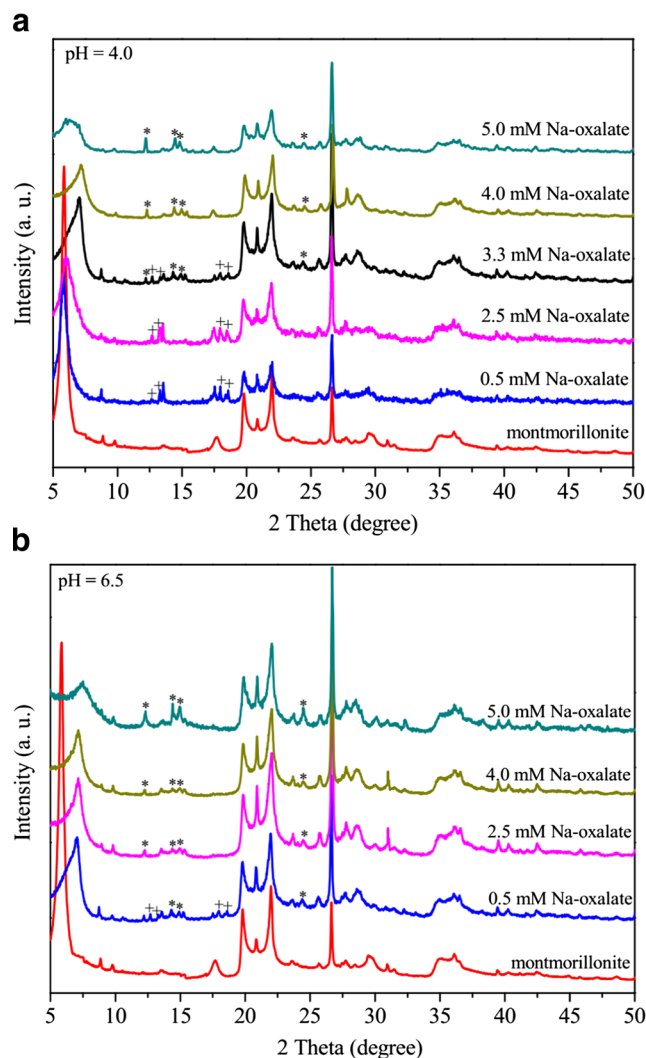 a
pH = 4.0
* * * * 5.0 mM Na-oxalate
* * * * 4.0 mM Na-oxalate
* + + * * + + * 3.3 mM Na-oxalate
+ + + + 2.5 mM Na-oxalate
+ + + + 0.5 mM Na-oxalate
montmorillonite
Intensity (a. u.)
5 10 15 20 25 30 35 40 45 50
2 Theta (degree)
b
pH = 6.5
* * * * 5.0 mM Na-oxalate
* * * * 4.0 mM Na-oxalate
* * * * 2.5 mM Na-oxalate
+ + * * + + * 0.5 mM Na-oxalate
montmorillonite
Intensity (a. u.)
5 10 15 20 25 30 35 40 45 50
2 Theta (degree)